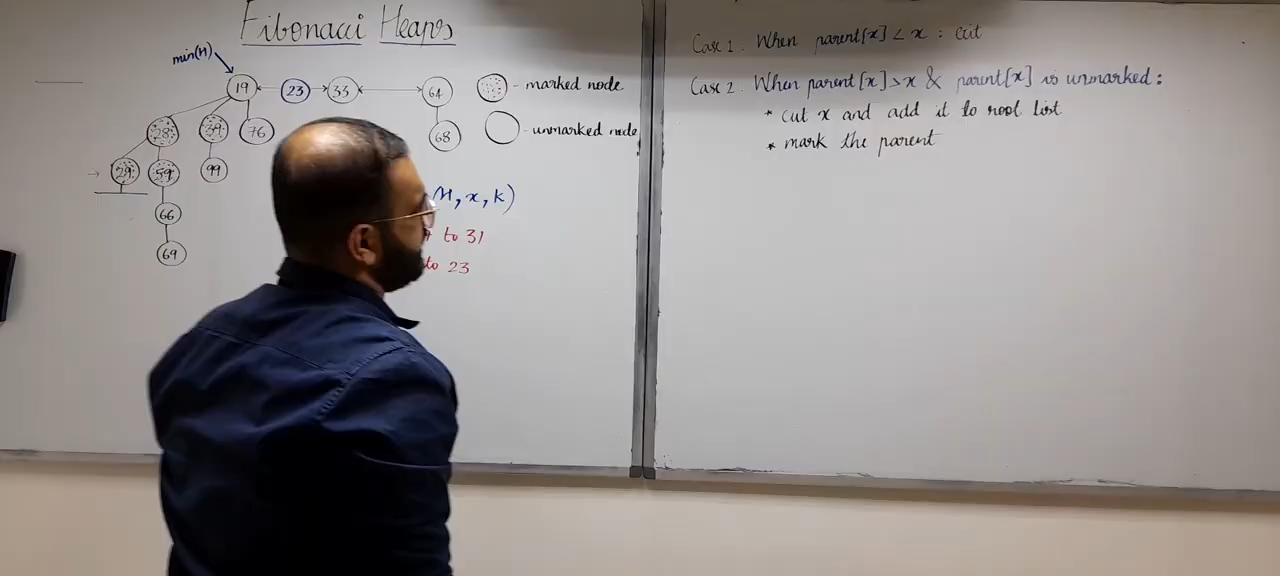 Fibonacci Heaps
min(H)
19 23 33 64
28 39 76 68
29 59 99
66
69
- marked node
- unmarked node
H, x, k)
to 31
to 23
Case 1. When parent[x] < x : exit
Case 2. When parent[x] > x & parent[x] is unmarked :
* cut x and add it to root list
* mark the parent